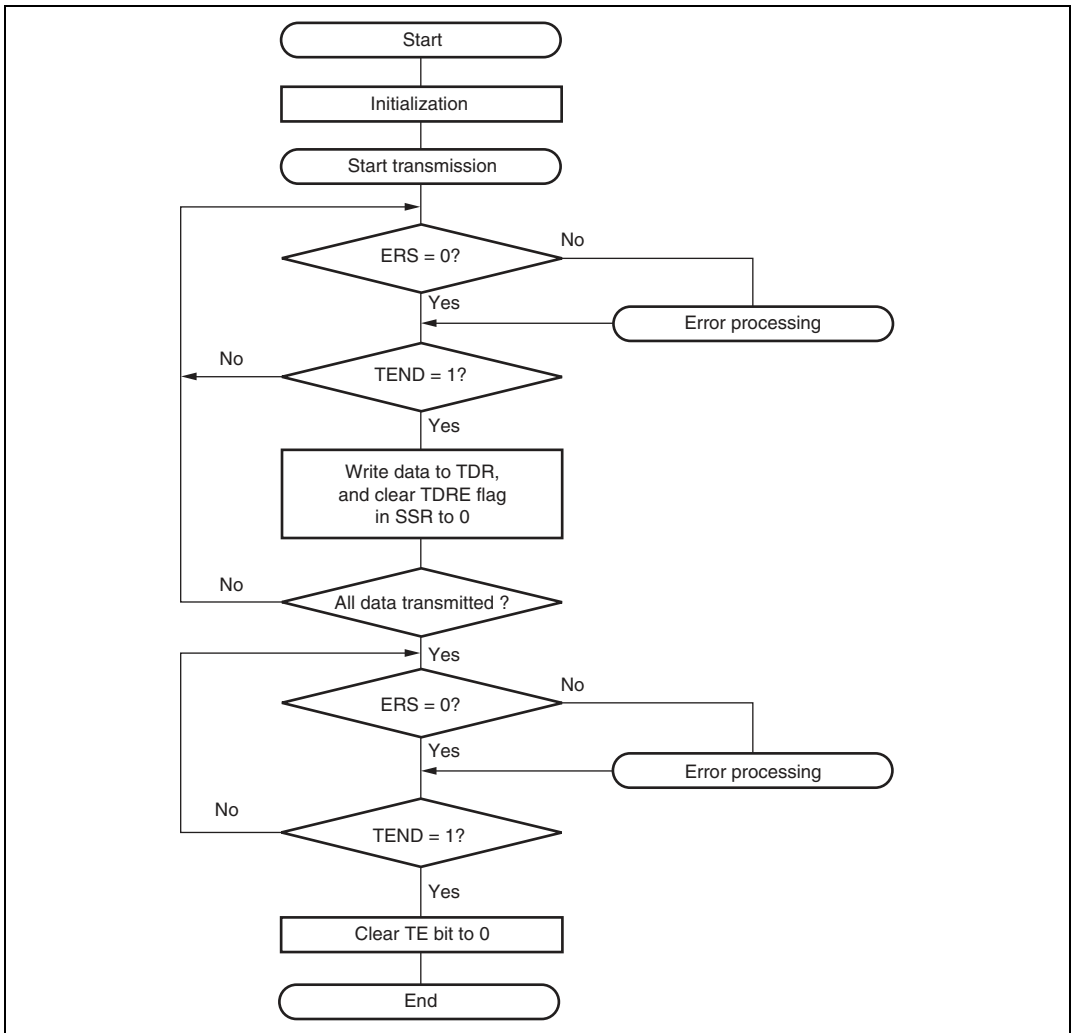 Start
Initialization
Start transmission
ERS = 0?
No
Yes
Error processing
No
TEND = 1?
Yes
Write data to TDR,
and clear TDRE flag
in SSR to 0
No
All data transmitted ?
Yes
No
ERS = 0?
Yes
Error processing
No
TEND = 1?
Yes
Clear TE bit to 0
End